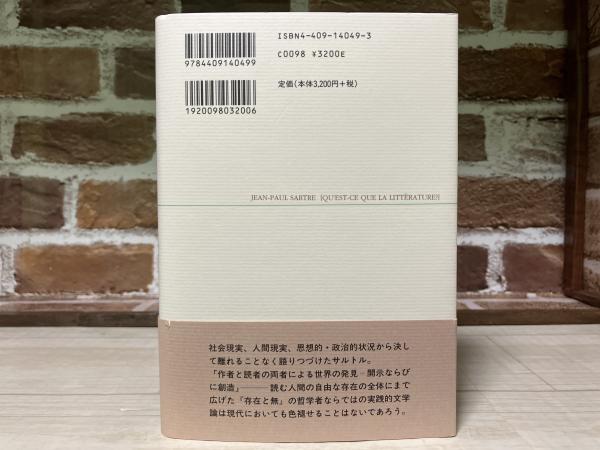 ISBN4-409-14049-3
C0098 ¥3200E
9784409140499
定価(本体3,200円+税)
1920098032006
JEAN-PAUL SARTRE [QU'EST-CE QUE LA LITTÉRATURE?]
社会現実、人間現実、思想的・政治的状況から決し
て離れることなく語りつづけたサルトル。
「作者と読者の両者による世界の発見=開示ならび
に創造」———読む人間の自由な存在の全体にまで
広げた『存在と無』の哲学者ならではの実践的文学
論は現代においても色褪せることはないであろう。